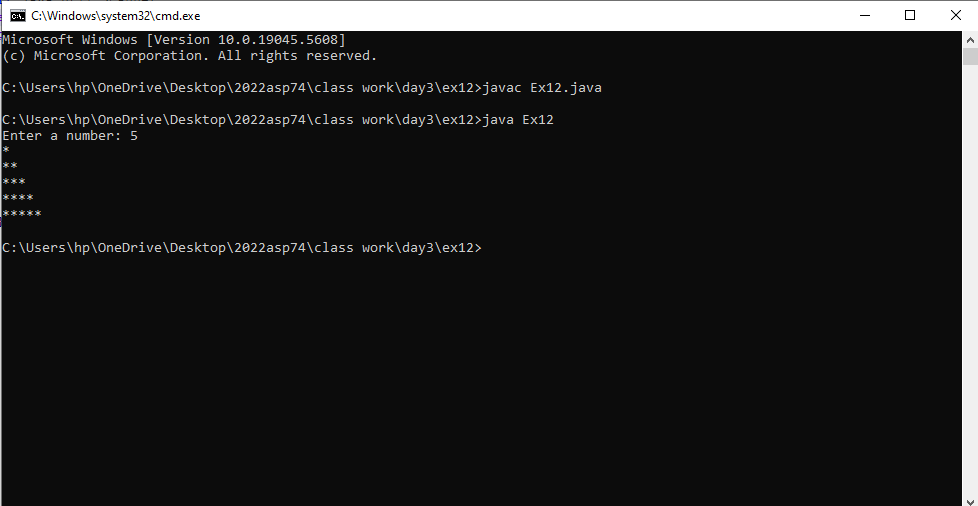 C:\Windows\system32\cmd.exe
Microsoft Windows [Version 10.0.19045.5608]
(c) Microsoft Corporation. All rights reserved.
C:\Users\hp\OneDrive\Desktop\2022asp74\class work\day3\ex12>javac Ex12.java
C:\Users\hp\OneDrive\Desktop\2022asp74\class work\day3\ex12>java Ex12
Enter a number: 5
*
**
***
****
*****
C:\Users\hp\OneDrive\Desktop\2022asp74\class work\day3\ex12>